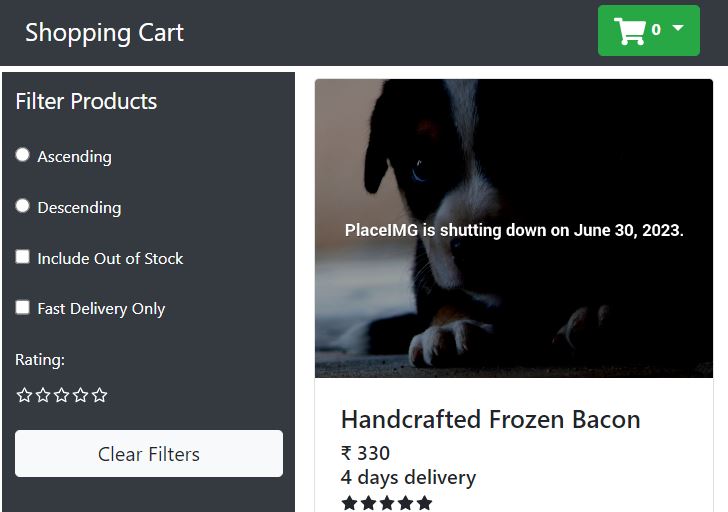 Shopping Cart
0
Filter Products
Ascending
Descending
Include Out of Stock
Fast Delivery Only
Rating:
Clear Filters
PlaceIMG is shutting down on June 30, 2023.
Handcrafted Frozen Bacon
₹ 330
4 days delivery